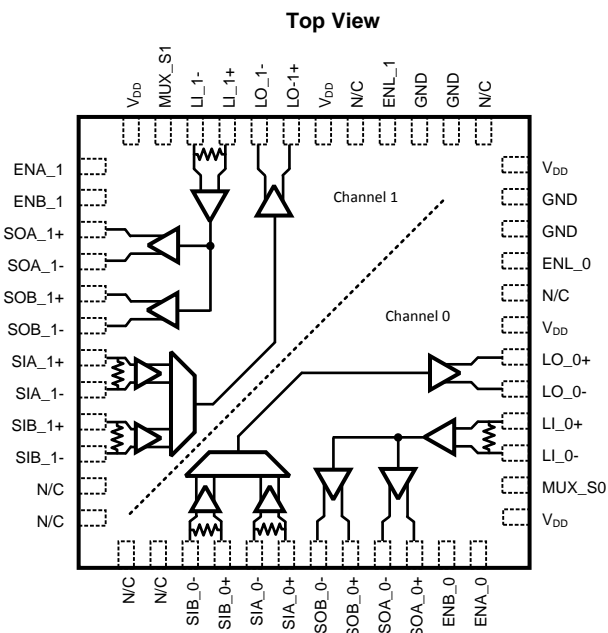 Top View
VDD
MUX_S1
LI_1-
LI_1+
LO_1-
LO-1+
VDD
N/C
ENL_1
GND
GND
N/C
ENA_1
ENB_1
SOA_1+
SOA_1-
SOB_1+
SOB_1-
SIA_1+
SIA_1-
SIB_1+
SIB_1-
N/C
N/C
Channel 1
Channel 0
VDD
GND
GND
ENL_0
N/C
VDD
LO_0+
LO_0-
LI_0+
LI_0-
MUX_S0
VDD
N/C
N/C
SIB_0-
SIB_0+
SIA_0-
SIA_0+
SOB_0-
SOB_0+
SOA_0-
SOA_0+
ENB_0
ENA_0